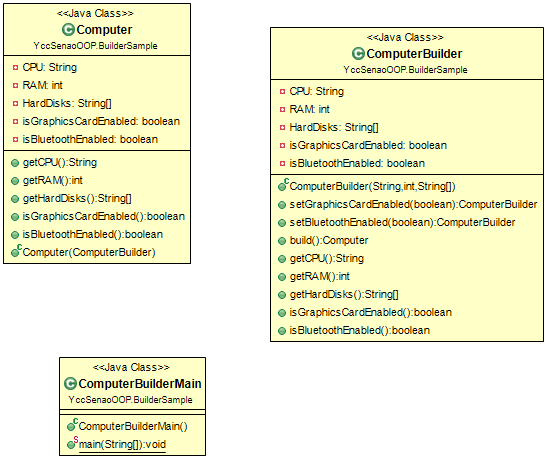 <<Java Class>>
Computer
YccSenaoOOP.BuilderSample
CPU: String
RAM: int
HardDisks: String[]
isGraphicsCardEnabled: boolean
isBluetoothEnabled: boolean
getCPU():String
getRAM():int
getHardDisks():String[]
isGraphicsCardEnabled():boolean
isBluetoothEnabled():boolean
Computer(ComputerBuilder)
<<Java Class>>
ComputerBuilder
YccSenaoOOP.BuilderSample
CPU: String
RAM: int
HardDisks: String[]
isGraphicsCardEnabled: boolean
isBluetoothEnabled: boolean
ComputerBuilder(String,int,String[])
setGraphicsCardEnabled(boolean):ComputerBuilder
setBluetoothEnabled(boolean):ComputerBuilder
build():Computer
getCPU():String
getRAM():int
getHardDisks():String[]
isGraphicsCardEnabled():boolean
isBluetoothEnabled():boolean
<<Java Class>>
ComputerBuilderMain
YccSenaoOOP.BuilderSample
ComputerBuilderMain()
main(String[]):void